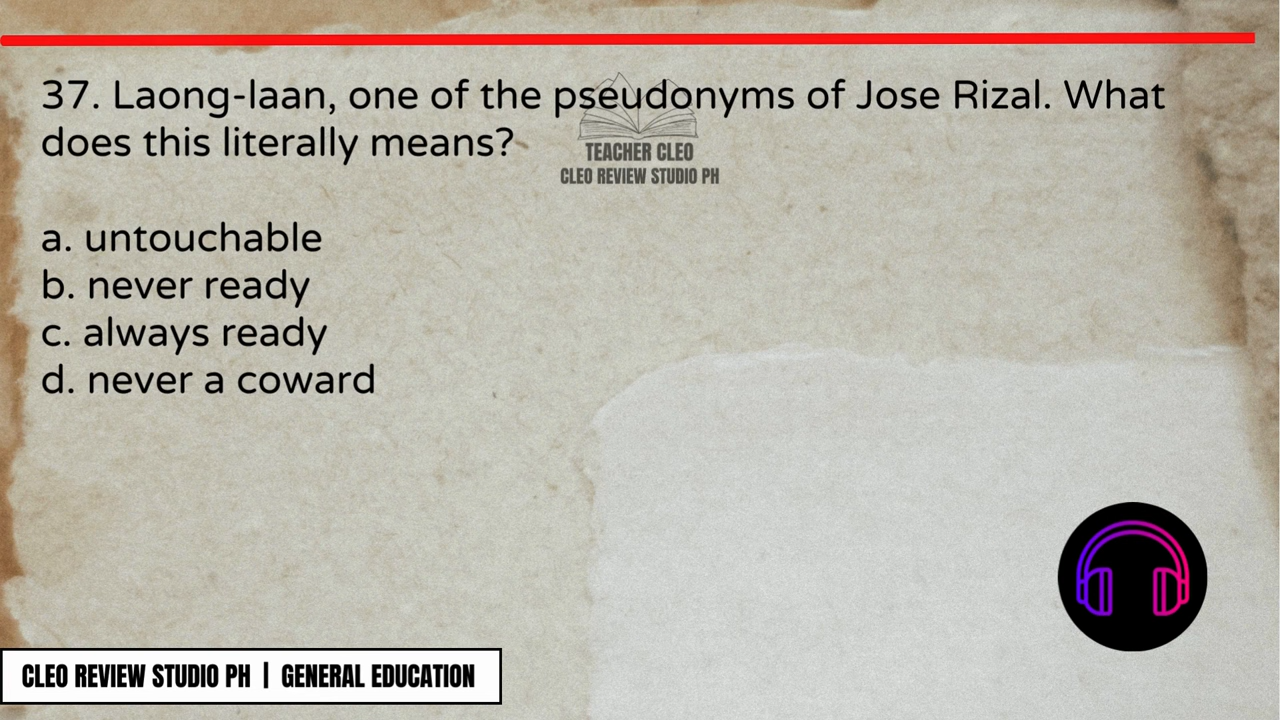 37. Laong-laan, one of the pseudonyms of Jose Rizal. What
does this literally means?
TEACHER CLEO
CLEO REVIEW STUDIO PH
a. untouchable
b. never ready
c. always ready
d. never a coward
CLEO REVIEW STUDIO PH | GENERAL EDUCATION